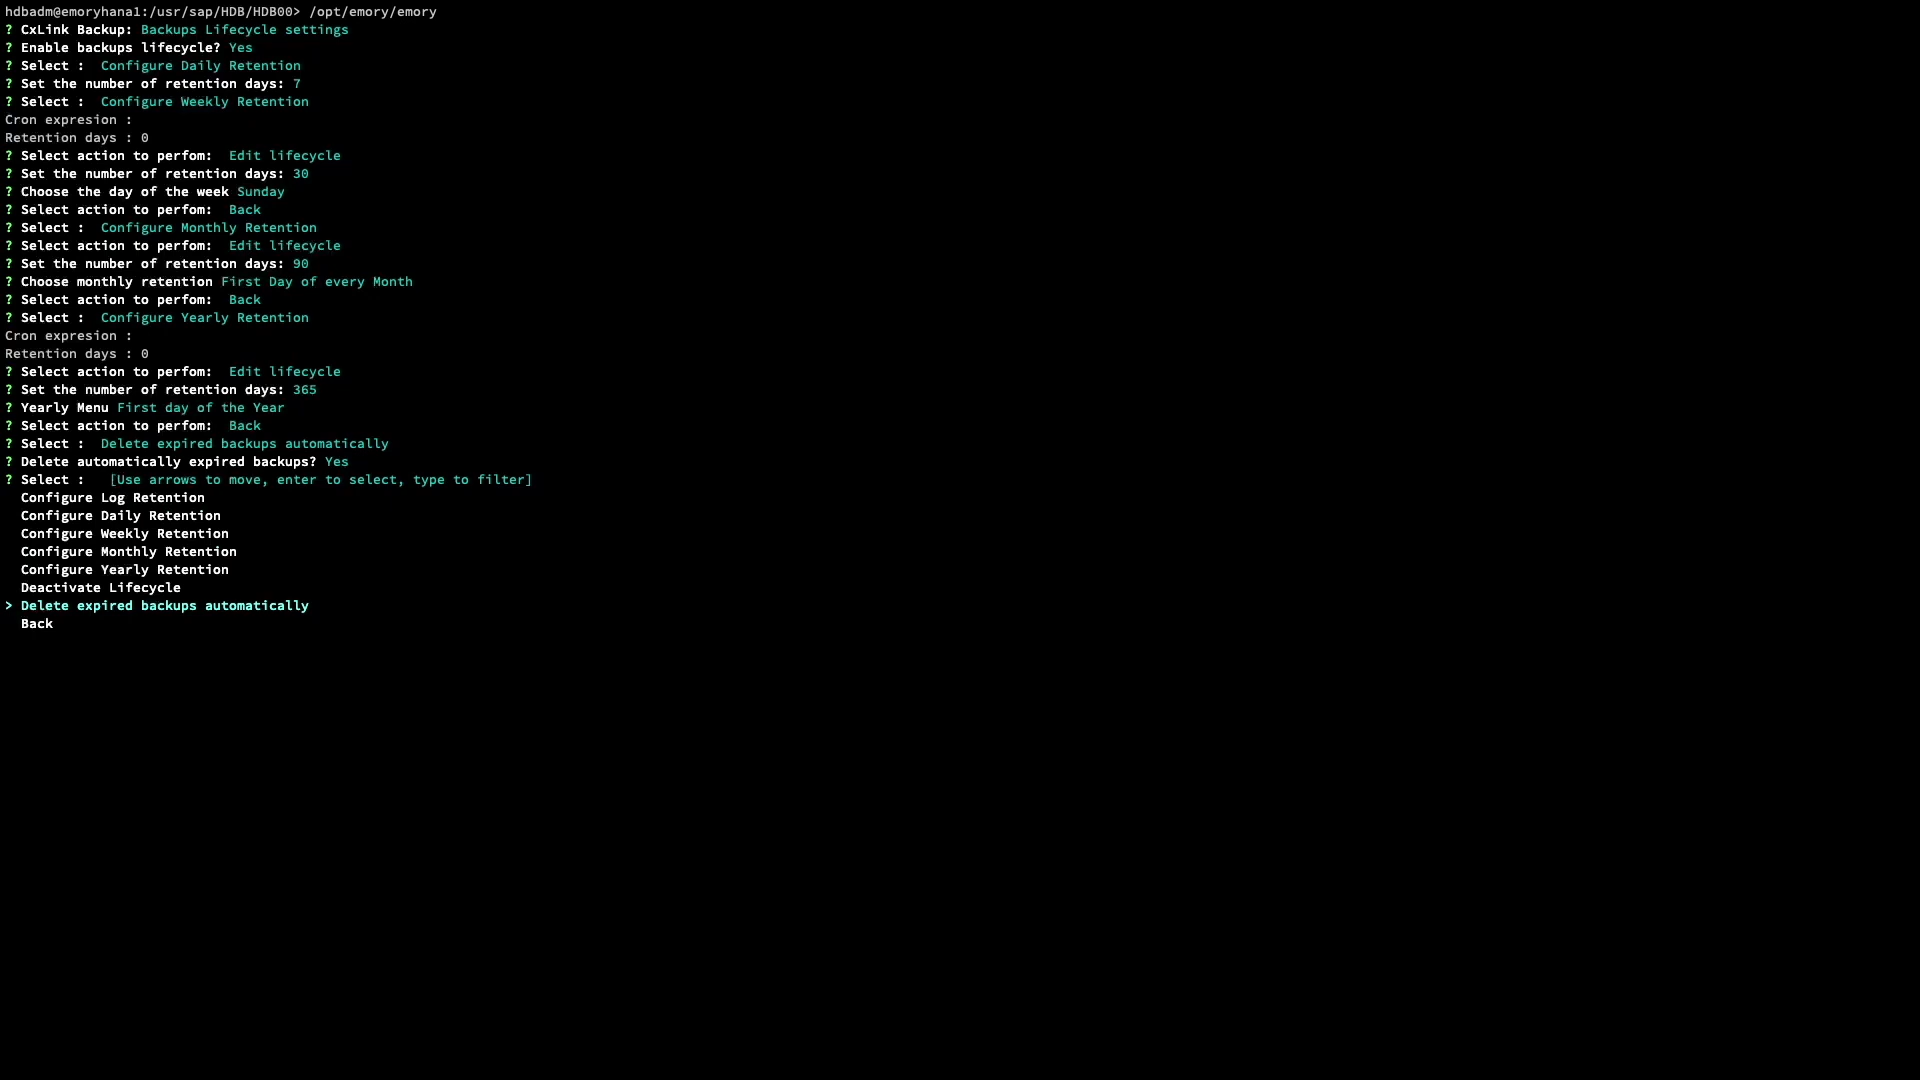 hdbadm@emoryhana1:/usr/sap/HDB/HDB00> /opt/emory/emory
? CxLink Backup: Backups Lifecycle settings
? Enable backups lifecycle? Yes
? Select :  Configure Daily Retention
? Set the number of retention days: 7
? Select :  Configure Weekly Retention
Cron expresion :
Retention days : 0
? Select action to perfom:  Edit lifecycle
? Set the number of retention days: 30
? Choose the day of the week Sunday
? Select action to perfom:  Back
? Select :  Configure Monthly Retention
? Select action to perfom:  Edit lifecycle
? Set the number of retention days: 90
? Choose monthly retention First Day of every Month
? Select action to perfom:  Back
? Select :  Configure Yearly Retention
Cron expresion :
Retention days : 0
? Select action to perfom:  Edit lifecycle
? Set the number of retention days: 365
? Yearly Menu First day of the Year
? Select action to perfom:  Back
? Select :  Delete expired backups automatically
? Delete automatically expired backups? Yes
? Select :   [Use arrows to move, enter to select, type to filter]
  Configure Log Retention
  Configure Daily Retention
  Configure Weekly Retention
  Configure Monthly Retention
  Configure Yearly Retention
  Deactivate Lifecycle
> Delete expired backups automatically
  Back